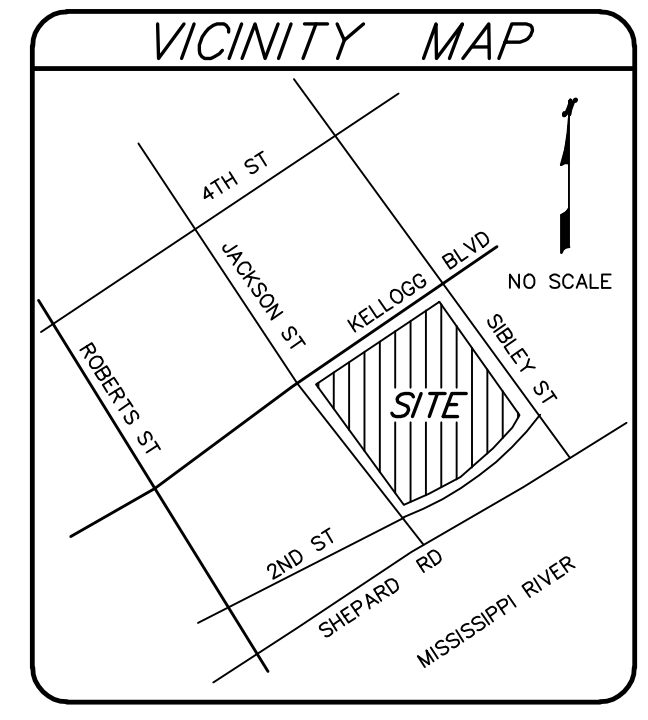 VICINITY MAP
4TH ST
JACKSON ST
KELLOGG BLVD
NO SCALE
ROBERTS ST
SIBLEY ST
SITE
2ND ST
SHEPARD RD
MISSISSIPPI RIVER